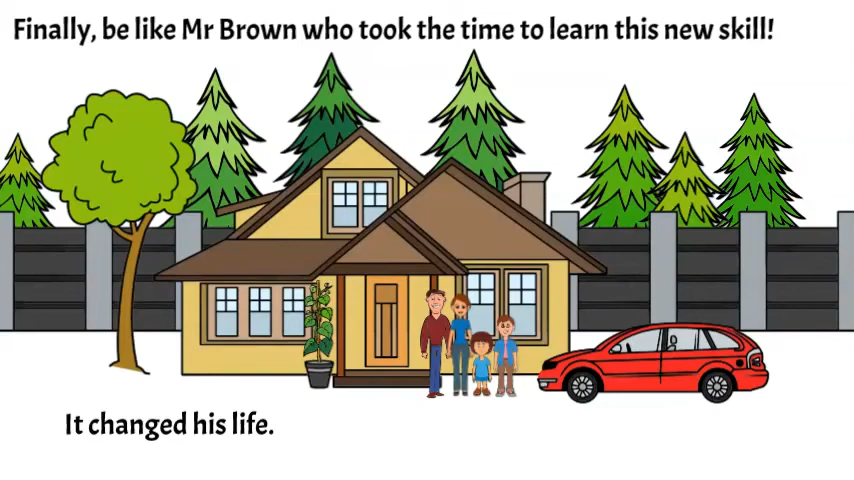 Finally, be like Mr Brown who took the time to learn this new skill!
It changed his life.